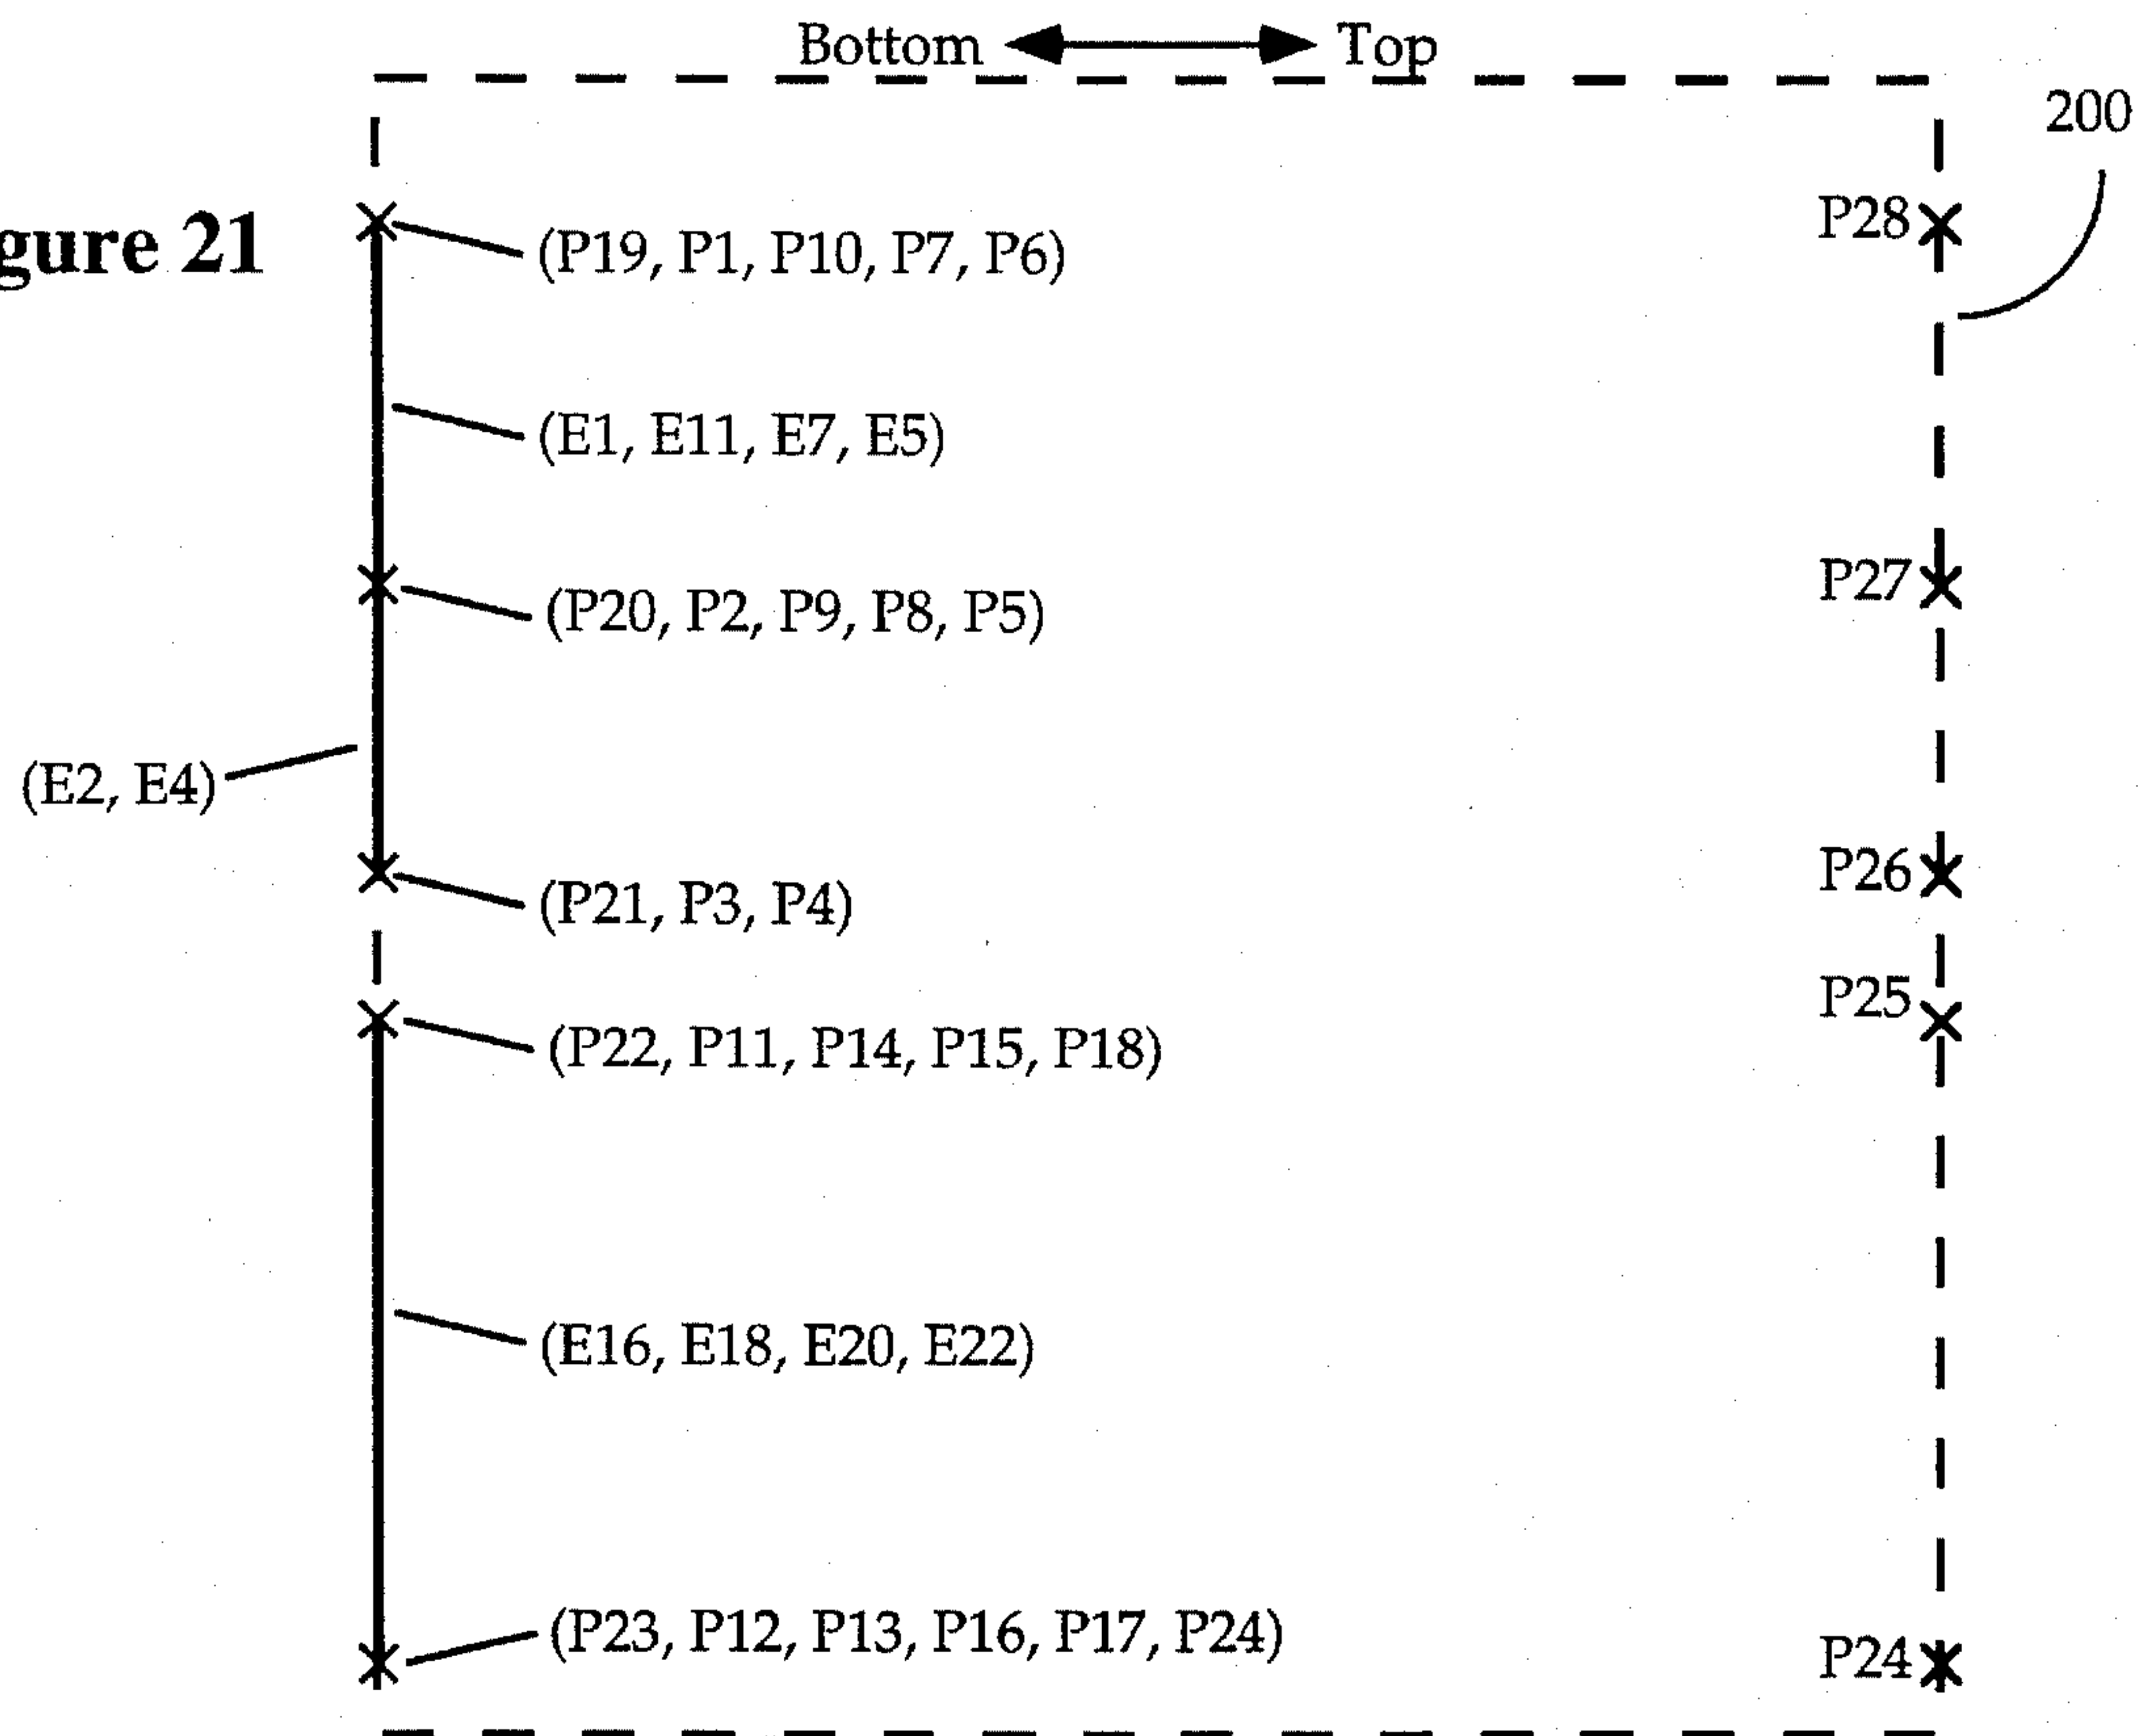 Bottom Top
200
P28
gure 21
(P19, P1, P10, P7, P6)
(E1, E11, E7, E5)
P27
(P20, P2, P9, P8, P5)
(E2, E4)
P26
(P21, P3, P4)
P25
(P22, P11, P14, P15, P18)
(E16, E18, E20, E22)
(P23, P12, P13, P16, P17, P24)
P24